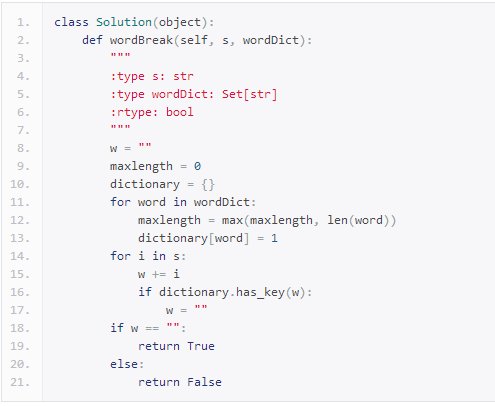 1. class Solution(object):
2.     def wordBreak(self, s, wordDict):
3.         """
4.         :type s: str
5.         :type wordDict: Set[str]
6.         :rtype: bool
7.         """
8.         w = ""
9.         maxlength = 0
10.         dictionary = {}
11.         for word in wordDict:
12.             maxlength = max(maxlength, len(word))
13.             dictionary[word] = 1
14.         for i in s:
15.             w += i
16.             if dictionary.has_key(w):
17.                 w = ""
18.         if w == "":
19.             return True
20.         else:
21.             return False